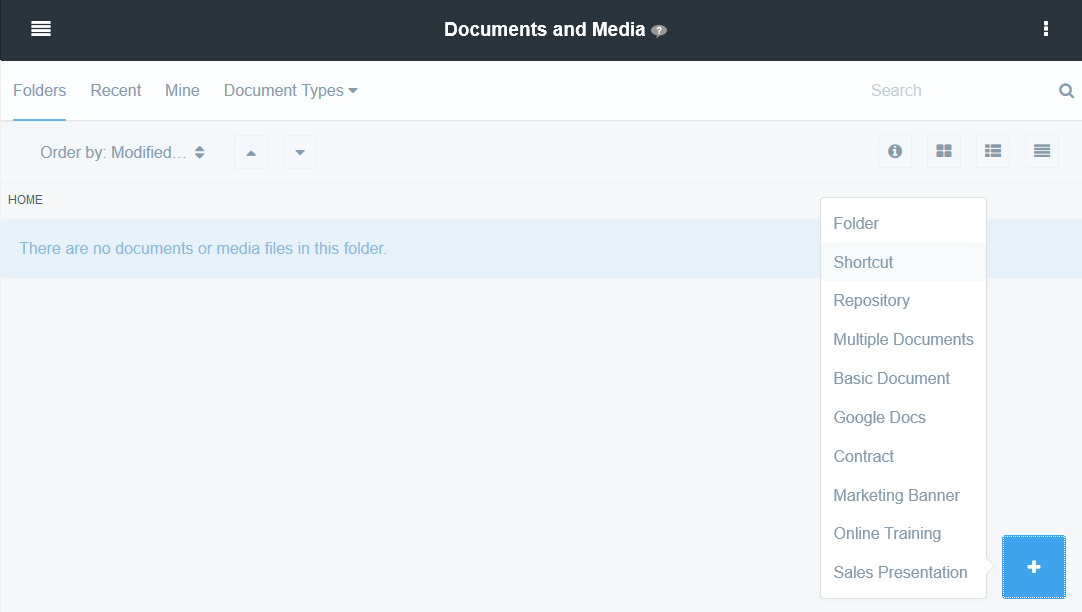 Documents and Media ?
Folders Recent Mine Document Types Search
Order by: Modified...
HOME
There are no documents or media files in this folder.
Folder
Shortcut
Repository
Multiple Documents
Basic Document
Google Docs
Contract
Marketing Banner
Online Training
Sales Presentation